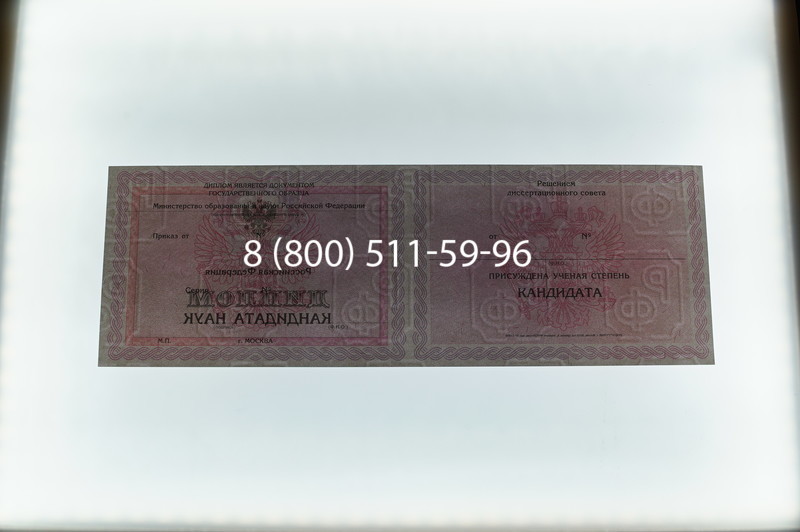 ДИПЛОМ ЯВЛЯЕТСЯ ДОКУМЕНТОМ
ГОСУДАРСТВЕННОГО ОБРАЗЦА
Министерство образования и науки Российской Федерации
Приказ от
Российская Федерация
Серия №
ДИПЛОМ
КАНДИДАТА НАУК
М.П. г. МОСКВА
Решением
диссертационного совета
от №
ПРИСУЖДЕНА УЧЕНАЯ СТЕПЕНЬ
КАНДИДАТА
8 (800) 511-59-96